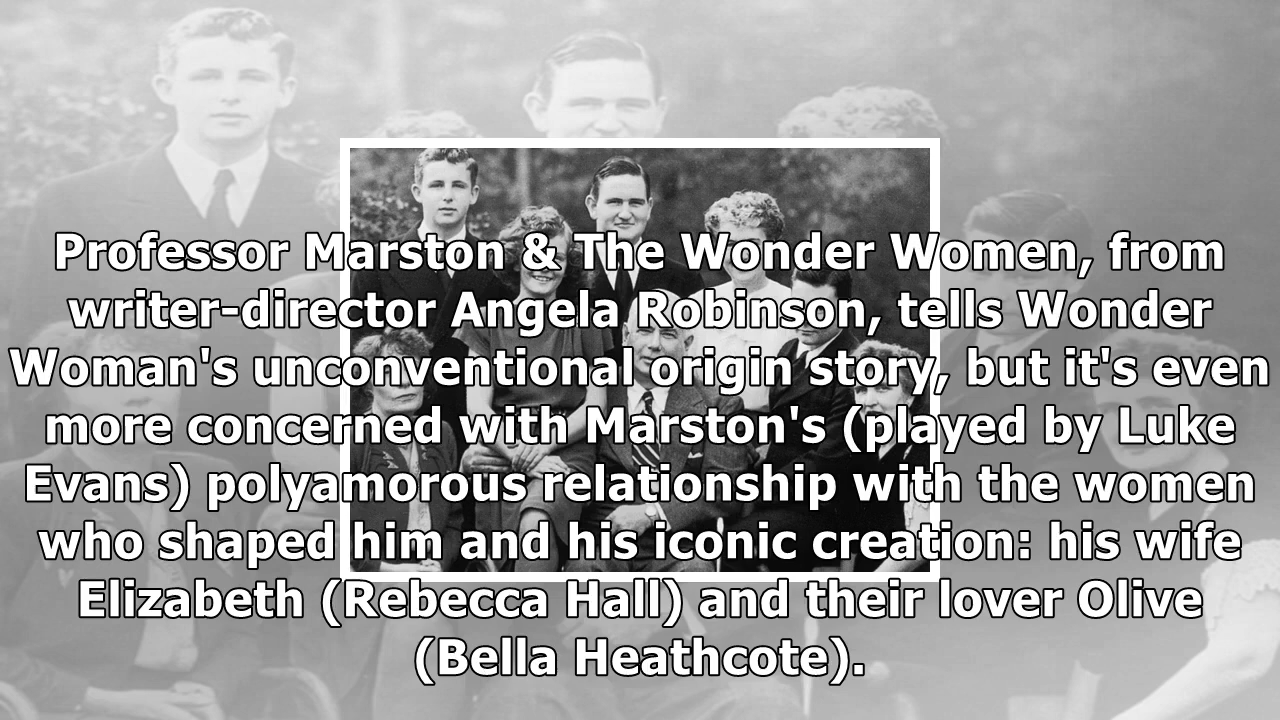 Professor Marston & The Wonder Women, from
writer-director Angela Robinson, tells Wonder
Woman's unconventional origin story, but it's even
more concerned with Marston's (played by Luke
Evans) polyamorous relationship with the women
who shaped him and his iconic creation: his wife
Elizabeth (Rebecca Hall) and their lover Olive
(Bella Heathcote).